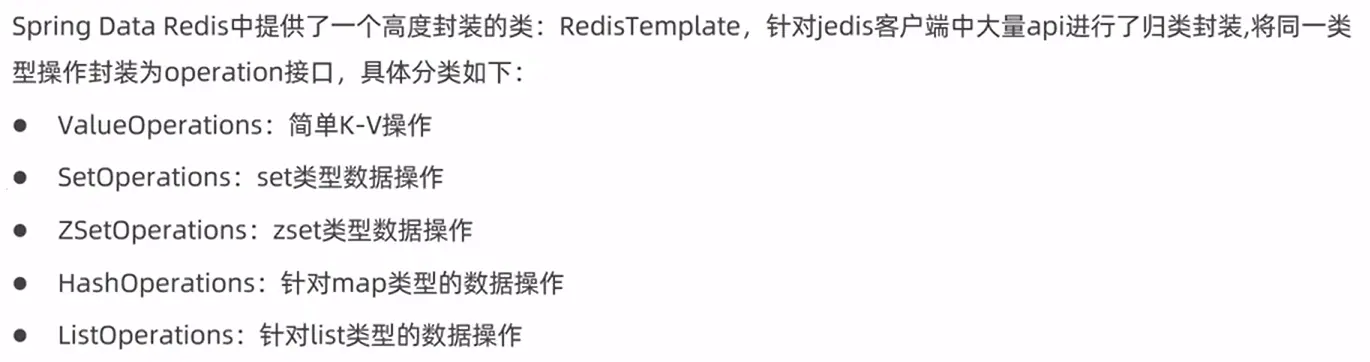 Spring Data Redis中提供了一个高度封装的类：RedisTemplate，针对jedis客户端中大量api进行了归类封装,将同一类
型操作封装为operation接口，具体分类如下：
● ValueOperations：简单K-V操作
● SetOperations：set类型数据操作
● ZSetOperations：zset类型数据操作
● HashOperations：针对map类型的数据操作
● ListOperations：针对list类型的数据操作